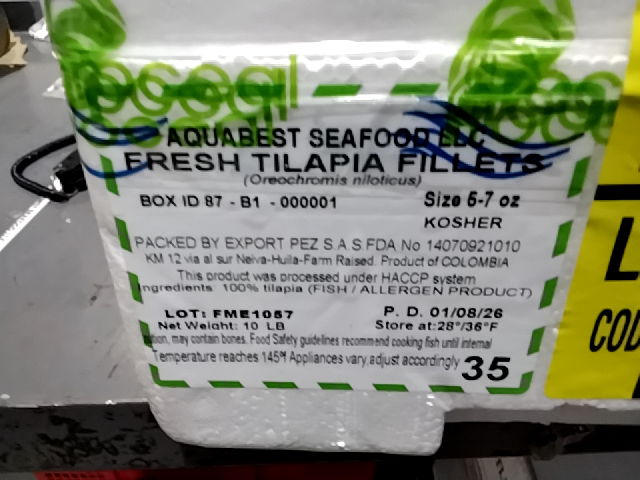 AQUABEST SEAFOOD LLC
FRESH TILAPIA FILLETS
(Oreochromis niloticus)
BOX ID 87 - B1 - 000001
Size 5-7 oz
KOSHER
PACKED BY EXPORT PEZ S.A.S FDA No 14070921010
KM 12 via al sur Neiva-Huila-Farm Raised. Product of COLOMBIA
This product was processed under HACCP system
Ingredients: 100% tilapia (FISH / ALLERGEN PRODUCT)
LOT: FME1057
P. D. 01/08/26
Net Weight: 10 LB
Store at:28°/36°F
may contain bones. Food Safety guidelines recommend cooking fish until internal
Temperature reaches 145°f Appliances vary,adjust accordingly
35
L
COD